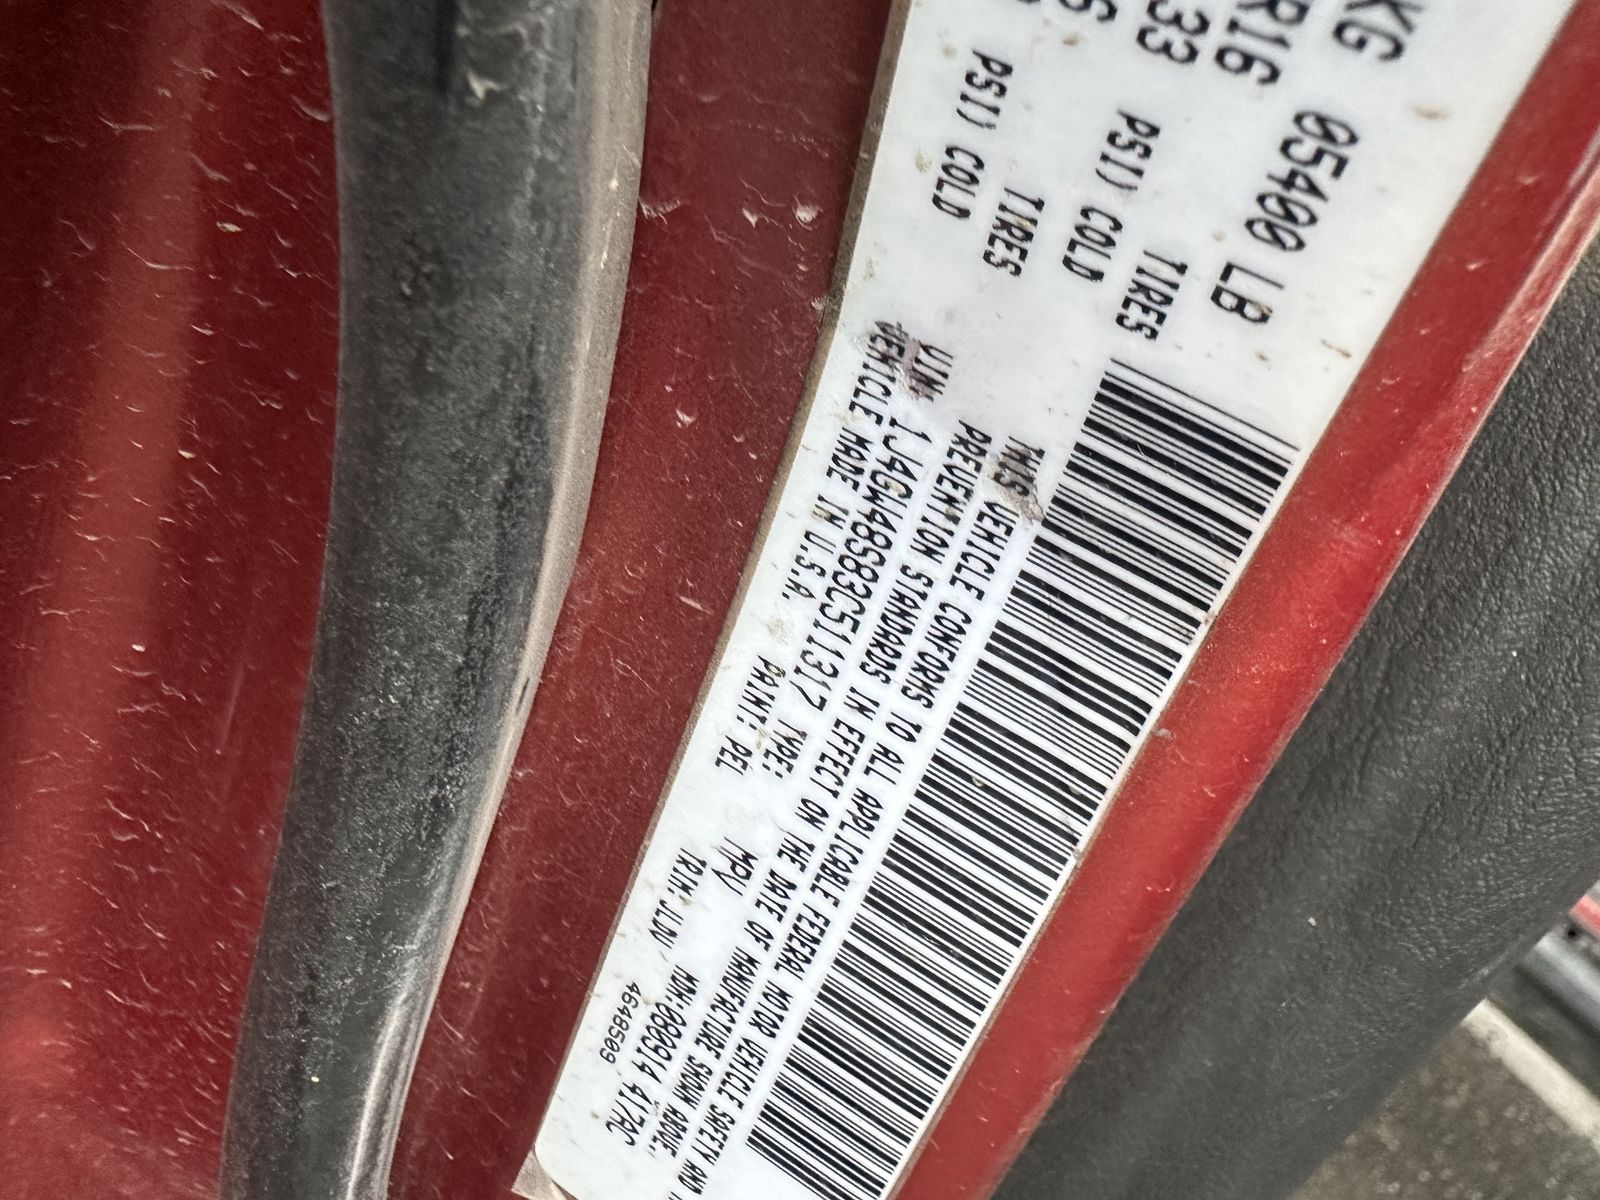 KG 05400 LB
R16
33 PSI) COLD
TIRES
PSI) COLD
TIRES
THIS VEHICLE CONFORMS TO ALL APPLICABLE FEDERAL MOTOR VEHICLE SAFETY AND
PREVENTION STANDARDS IN EFFECT ON THE DATE OF MANUFACTURE SHOWN ABOVE.
VIN: 1J4GW48S83C511317 TYPE: MPV MDH:080914 417AC
VEHICLE MADE IN U.S.A. PAINT: PEL TRIM: JLDV 4648509